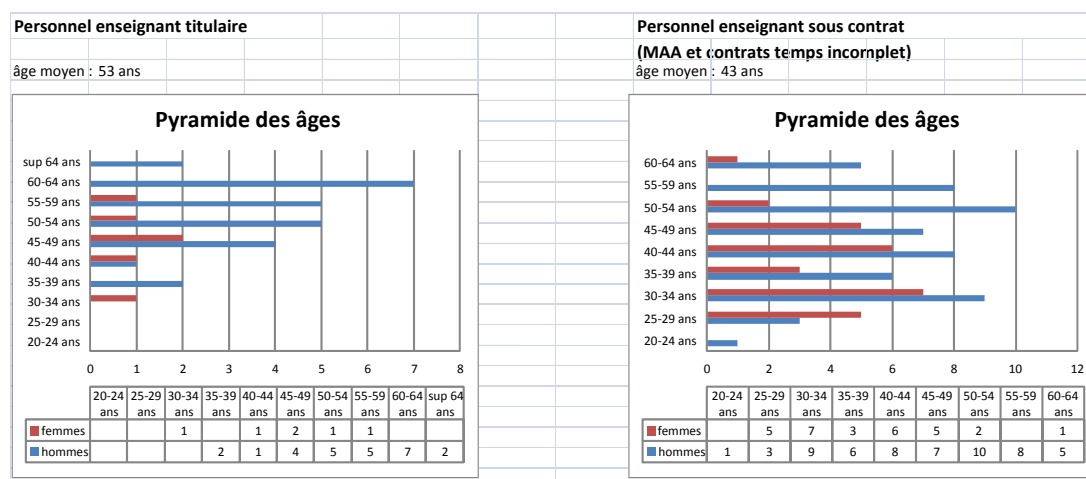 Personnel enseignant titulaire
âge moyen : 53 ans
Pyramide des âges
sup 64 ans
60-64 ans
55-59 ans
50-54 ans
45-49 ans
40-44 ans
35-39 ans
30-34 ans
25-29 ans
20-24 ans
0 1 2 3 4 5 6 7 8
20-24 25-29 30-34 35-39 40-44 45-49 50-54 55-59 60-64 sup 64
ans ans ans ans ans ans ans ans ans ans
femmes 1 1 2 1 1
hommes 2 1 4 5 5 7 2
Personnel enseignant sous contrat
(MAA et contrats temps incomplet)
âge moyen : 43 ans
Pyramide des âges
60-64 ans
55-59 ans
50-54 ans
45-49 ans
40-44 ans
35-39 ans
30-34 ans
25-29 ans
20-24 ans
0 2 4 6 8 10 12
20-24 25-29 30-34 35-39 40-44 45-49 50-54 55-59 60-64
ans ans ans ans ans ans ans ans ans
femmes 5 7 3 6 5 2 1
hommes 1 3 9 6 8 7 10 8 5